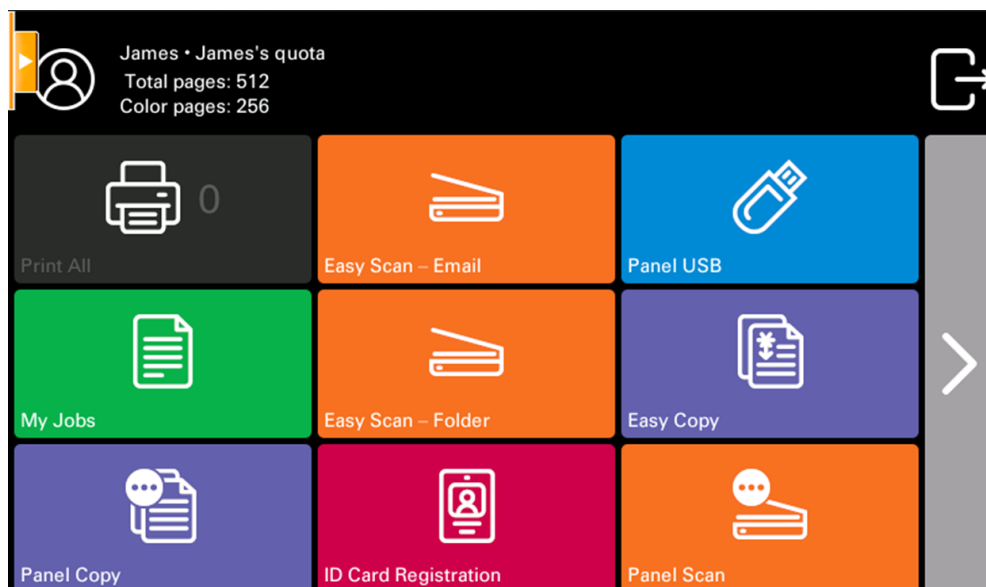 James • James's quota
Total pages: 512
Color pages: 256
0
Print All
Easy Scan – Email
Panel USB
My Jobs
Easy Scan – Folder
¥
Easy Copy
Panel Copy
ID Card Registration
Panel Scan